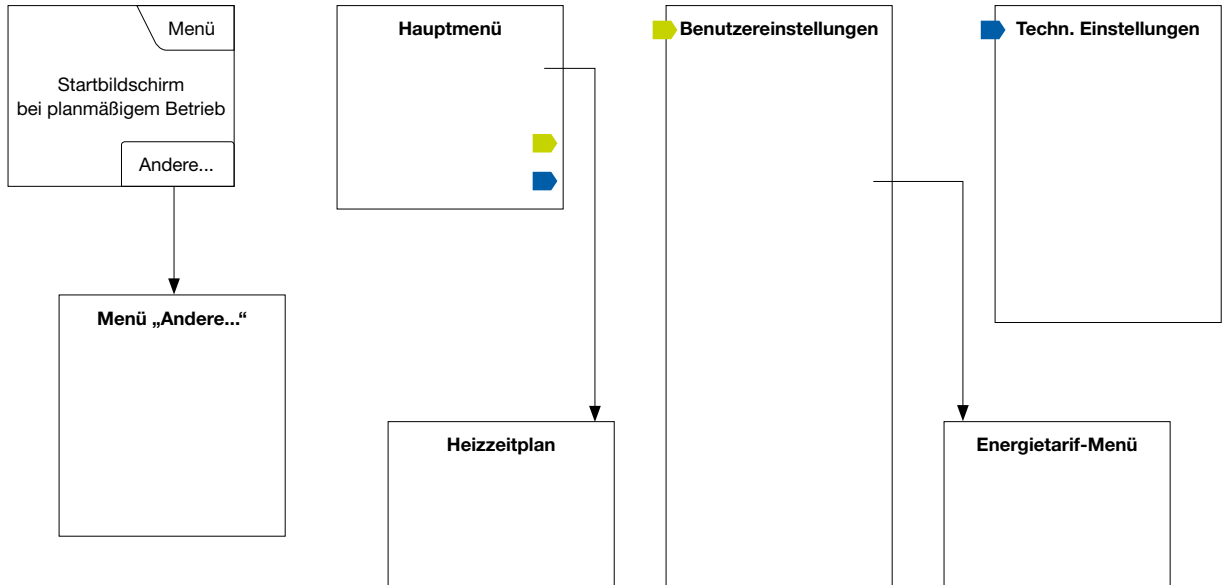 Menü
Startbildschirm
bei planmäßigem Betrieb
Andere...
Menü „Andere...“
Hauptmenü
Heizzeitplan
Benutzereinstellungen
Energietarif-Menü
Techn. Einstellungen